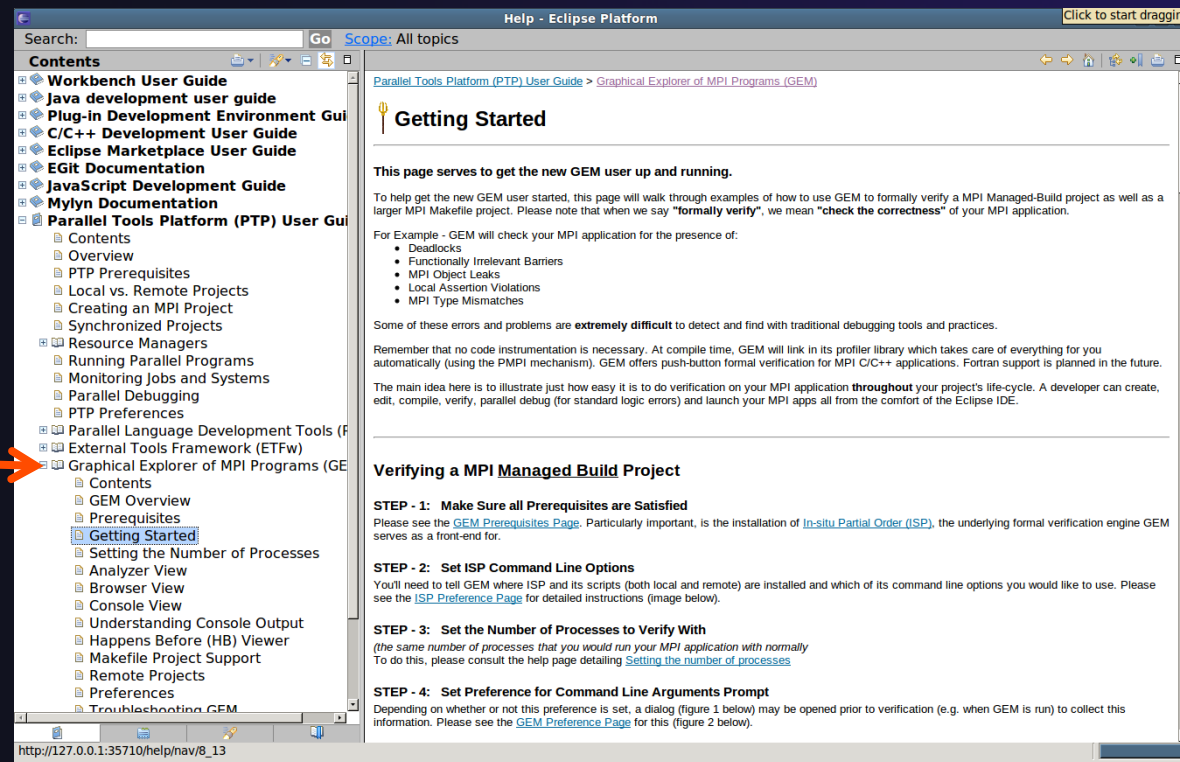 Help - Eclipse Platform
Click to start draggin
Search:
Go
Scope: All topics
Contents
Workbench User Guide
Java development user guide
Plug-in Development Environment Gui
C/C++ Development User Guide
Eclipse Marketplace User Guide
EGit Documentation
JavaScript Development Guide
Mylyn Documentation
Parallel Tools Platform (PTP) User Gui
Contents
Overview
PTP Prerequisites
Local vs. Remote Projects
Creating an MPI Project
Synchronized Projects
Resource Managers
Running Parallel Programs
Monitoring Jobs and Systems
Parallel Debugging
PTP Preferences
Parallel Language Development Tools (P
External Tools Framework (ETFw)
Graphical Explorer of MPI Programs (GE
Contents
GEM Overview
Prerequisites
Getting Started
Setting the Number of Processes
Analyzer View
Browser View
Console View
Understanding Console Output
Happens Before (HB) Viewer
Makefile Project Support
Remote Projects
Preferences
Troubleshooting GEM
http://127.0.0.1:35710/help/nav/8_13
Parallel Tools Platform (PTP) User Guide > Graphical Explorer of MPI Programs (GEM)
Getting Started
This page serves to get the new GEM user up and running.
To help get the new GEM user started, this page will walk through examples of how to use GEM to formally verify a MPI Managed-Build project as well as a
larger MPI Makefile project. Please note that when we say "formally verify", we mean "check the correctness" of your MPI application.
For Example - GEM will check your MPI application for the presence of:
Deadlocks
Functionally Irrelevant Barriers
MPI Object Leaks
Local Assertion Violations
MPI Type Mismatches
Some of these errors and problems are extremely difficult to detect and find with traditional debugging tools and practices.
Remember that no code instrumentation is necessary. At compile time, GEM will link in its profiler library which takes care of everything for you
automatically (using the PMPI mechanism). GEM offers push-button formal verification for MPI C/C++ applications. Fortran support is planned in the future.
The main idea here is to illustrate just how easy it is to do verification on your MPI application throughout your project's life-cycle. A developer can create,
edit, compile, verify, parallel debug (for standard logic errors) and launch your MPI apps all from the comfort of the Eclipse IDE.
Verifying a MPI Managed Build Project
STEP - 1: Make Sure all Prerequisites are Satisfied
Please see the GEM Prerequisites Page. Particularly important, is the installation of In-situ Partial Order (ISP), the underlying formal verification engine GEM
serves as a front-end for.
STEP - 2: Set ISP Command Line Options
You'll need to tell GEM where ISP and its scripts (both local and remote) are installed and which of its command line options you would like to use. Please
see the ISP Preference Page for detailed instructions (image below).
STEP - 3: Set the Number of Processes to Verify With
(the same number of processes that you would run your MPI application with normally
To do this, please consult the help page detailing Setting the number of processes
STEP - 4: Set Preference for Command Line Arguments Prompt
Depending on whether or not this preference is set, a dialog (figure 1 below) may be opened prior to verification (e.g. when GEM is run) to collect this
information. Please see the GEM Preference Page for this (figure 2 below).